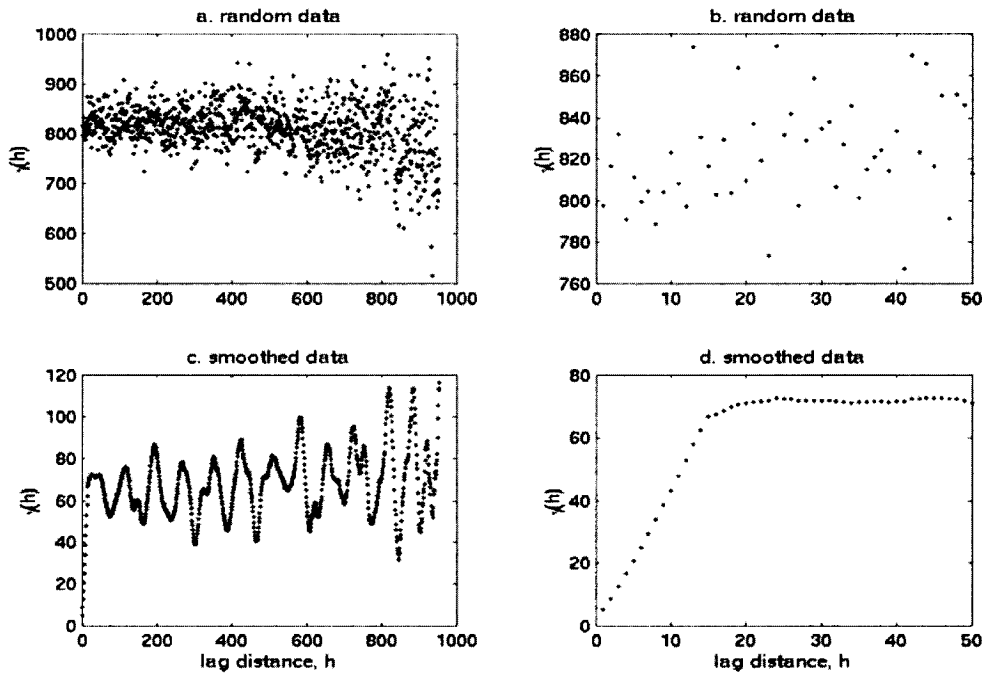 a. random data
1000
900
800
700
600
500
γ(h)
0 200 400 600 800 1000
b. random data
880
860
840
820
800
780
760
γ(h)
0 10 20 30 40 50
c. smoothed data
120
100
80
60
40
20
0
γ(h)
0 200 400 600 800 1000
lag distance, h
d. smoothed data
80
60
40
20
0
γ(h)
0 10 20 30 40 50
lag distance, h